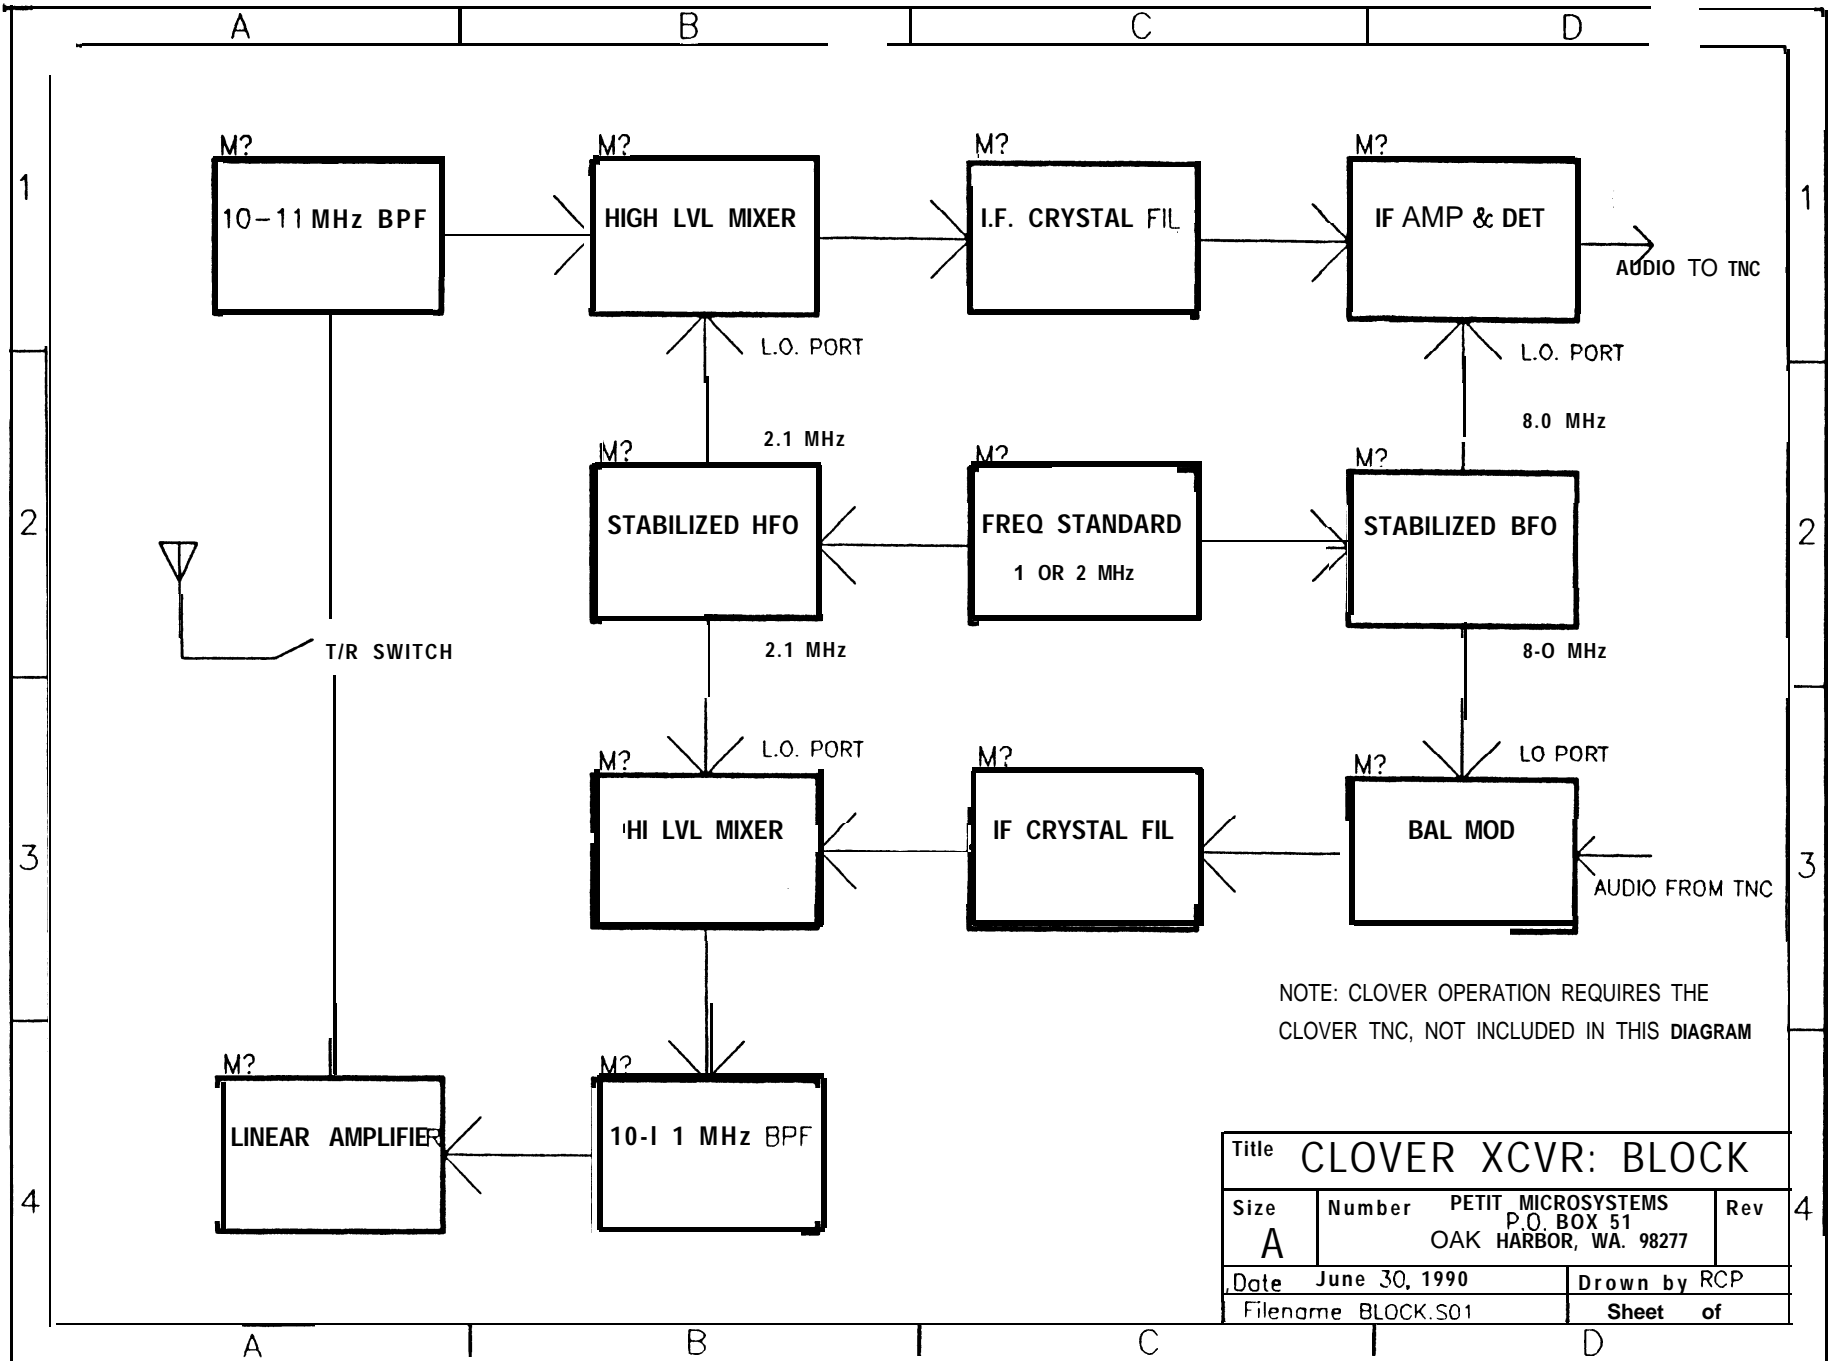 A B C D
M? M? M? M?
1 10-11 MHz BPF HIGH LVL MIXER I.F. CRYSTAL FIL IF AMP & DET 1
AUDIO TO TNC
L.O. PORT L.O. PORT
2.1 MHz 8.0 MHz
M? M? M?
2 STABILIZED HFO FREQ STANDARD STABILIZED BFO 2
1 OR 2 MHz
T/R SWITCH 2.1 MHz 8-O MHz
L.O. PORT LO PORT
M? M? M?
3 HI LVL MIXER IF CRYSTAL FIL BAL MOD 3
AUDIO FROM TNC
NOTE: CLOVER OPERATION REQUIRES THE
CLOVER TNC, NOT INCLUDED IN THIS DIAGRAM
M? M?
LINEAR AMPLIFIER 10-I 1 MHz BPF
4 4
Title CLOVER XCVR: BLOCK
Size A
Number PETIT MICROSYSTEMS
P.O. BOX 51
OAK HARBOR, WA. 98277
Rev
Date June 30, 1990 Drown by RCP
Filename BLOCK.S01 Sheet of
A B C D